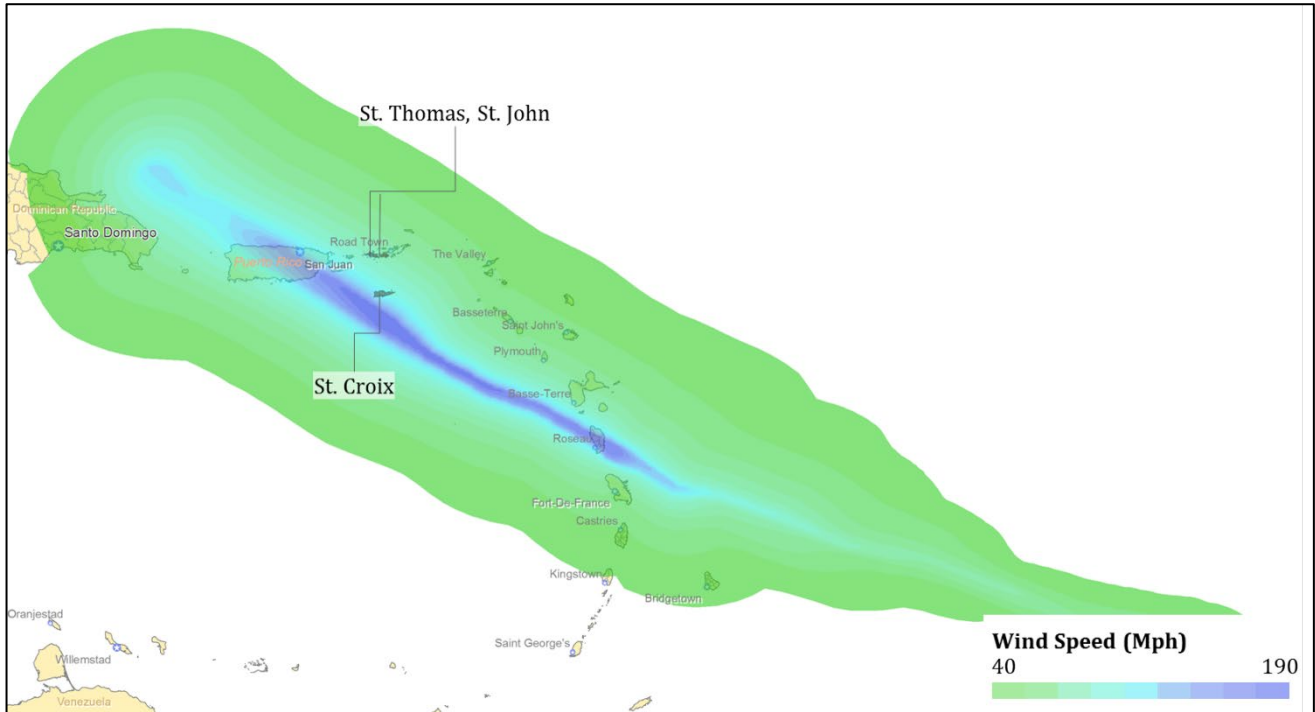 St. Thomas, St. John
Dominican Republic
Santo Domingo
Road Town
The Valley
Puerto Rico
San Juan
Basseterre
Saint John's
Plymouth
St. Croix
Basse-Terre
Roseau
Fort-De-France
Castries
Kingstown
Bridgetown
Oranjestad
Saint George's
Willemstad
Venezuela
Wind Speed (Mph)
40 190